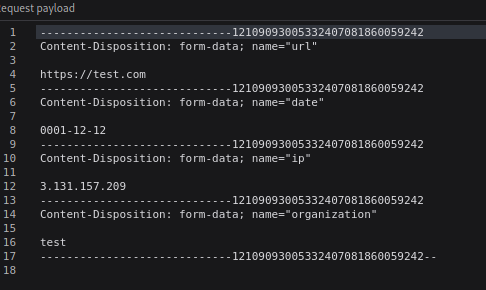 equest payload
1 -----------------------------12109093005332407081860059242
2 Content-Disposition: form-data; name="url"
3
4 https://test.com
5 -----------------------------12109093005332407081860059242
6 Content-Disposition: form-data; name="date"
7
8 0001-12-12
9 -----------------------------12109093005332407081860059242
10 Content-Disposition: form-data; name="ip"
11
12 3.131.157.209
13 -----------------------------12109093005332407081860059242
14 Content-Disposition: form-data; name="organization"
15
16 test
17 -----------------------------12109093005332407081860059242--
18